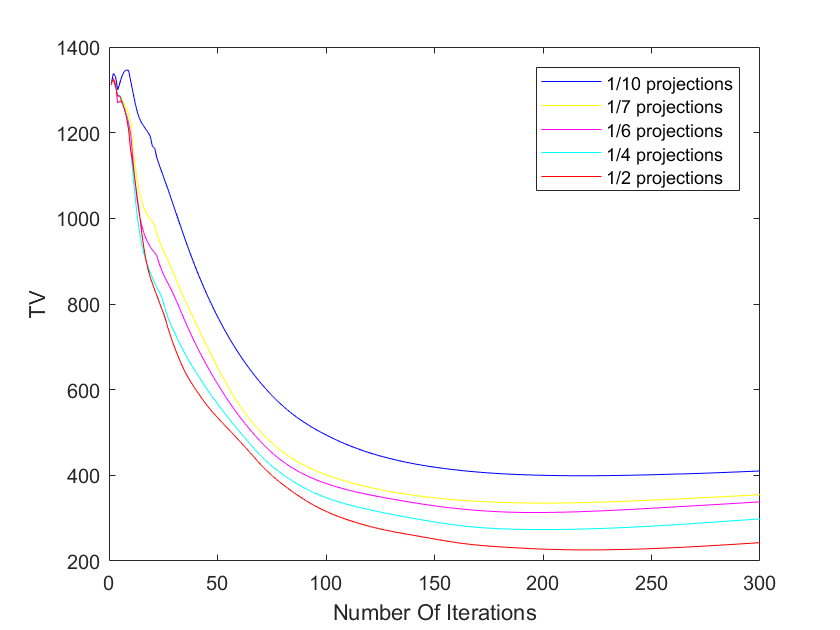 1400
1200
1000
800
600
400
200
TV
0
50
100
150
200
250
300
Number Of Iterations
1/10 projections
1/7 projections
1/6 projections
1/4 projections
1/2 projections